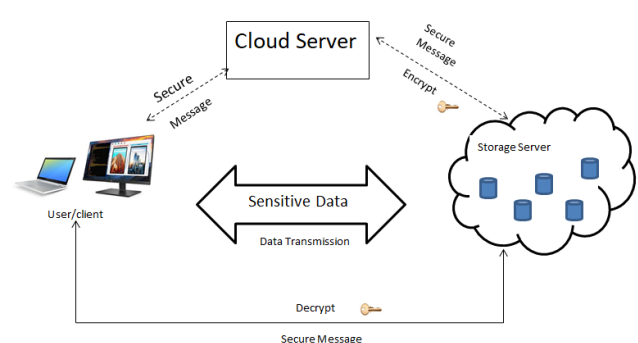 Cloud Server
Secure
Message
Secure
Message
Encrypt
Storage Server
User/client
Sensitive Data
Data Transmission
Decrypt
Secure Message